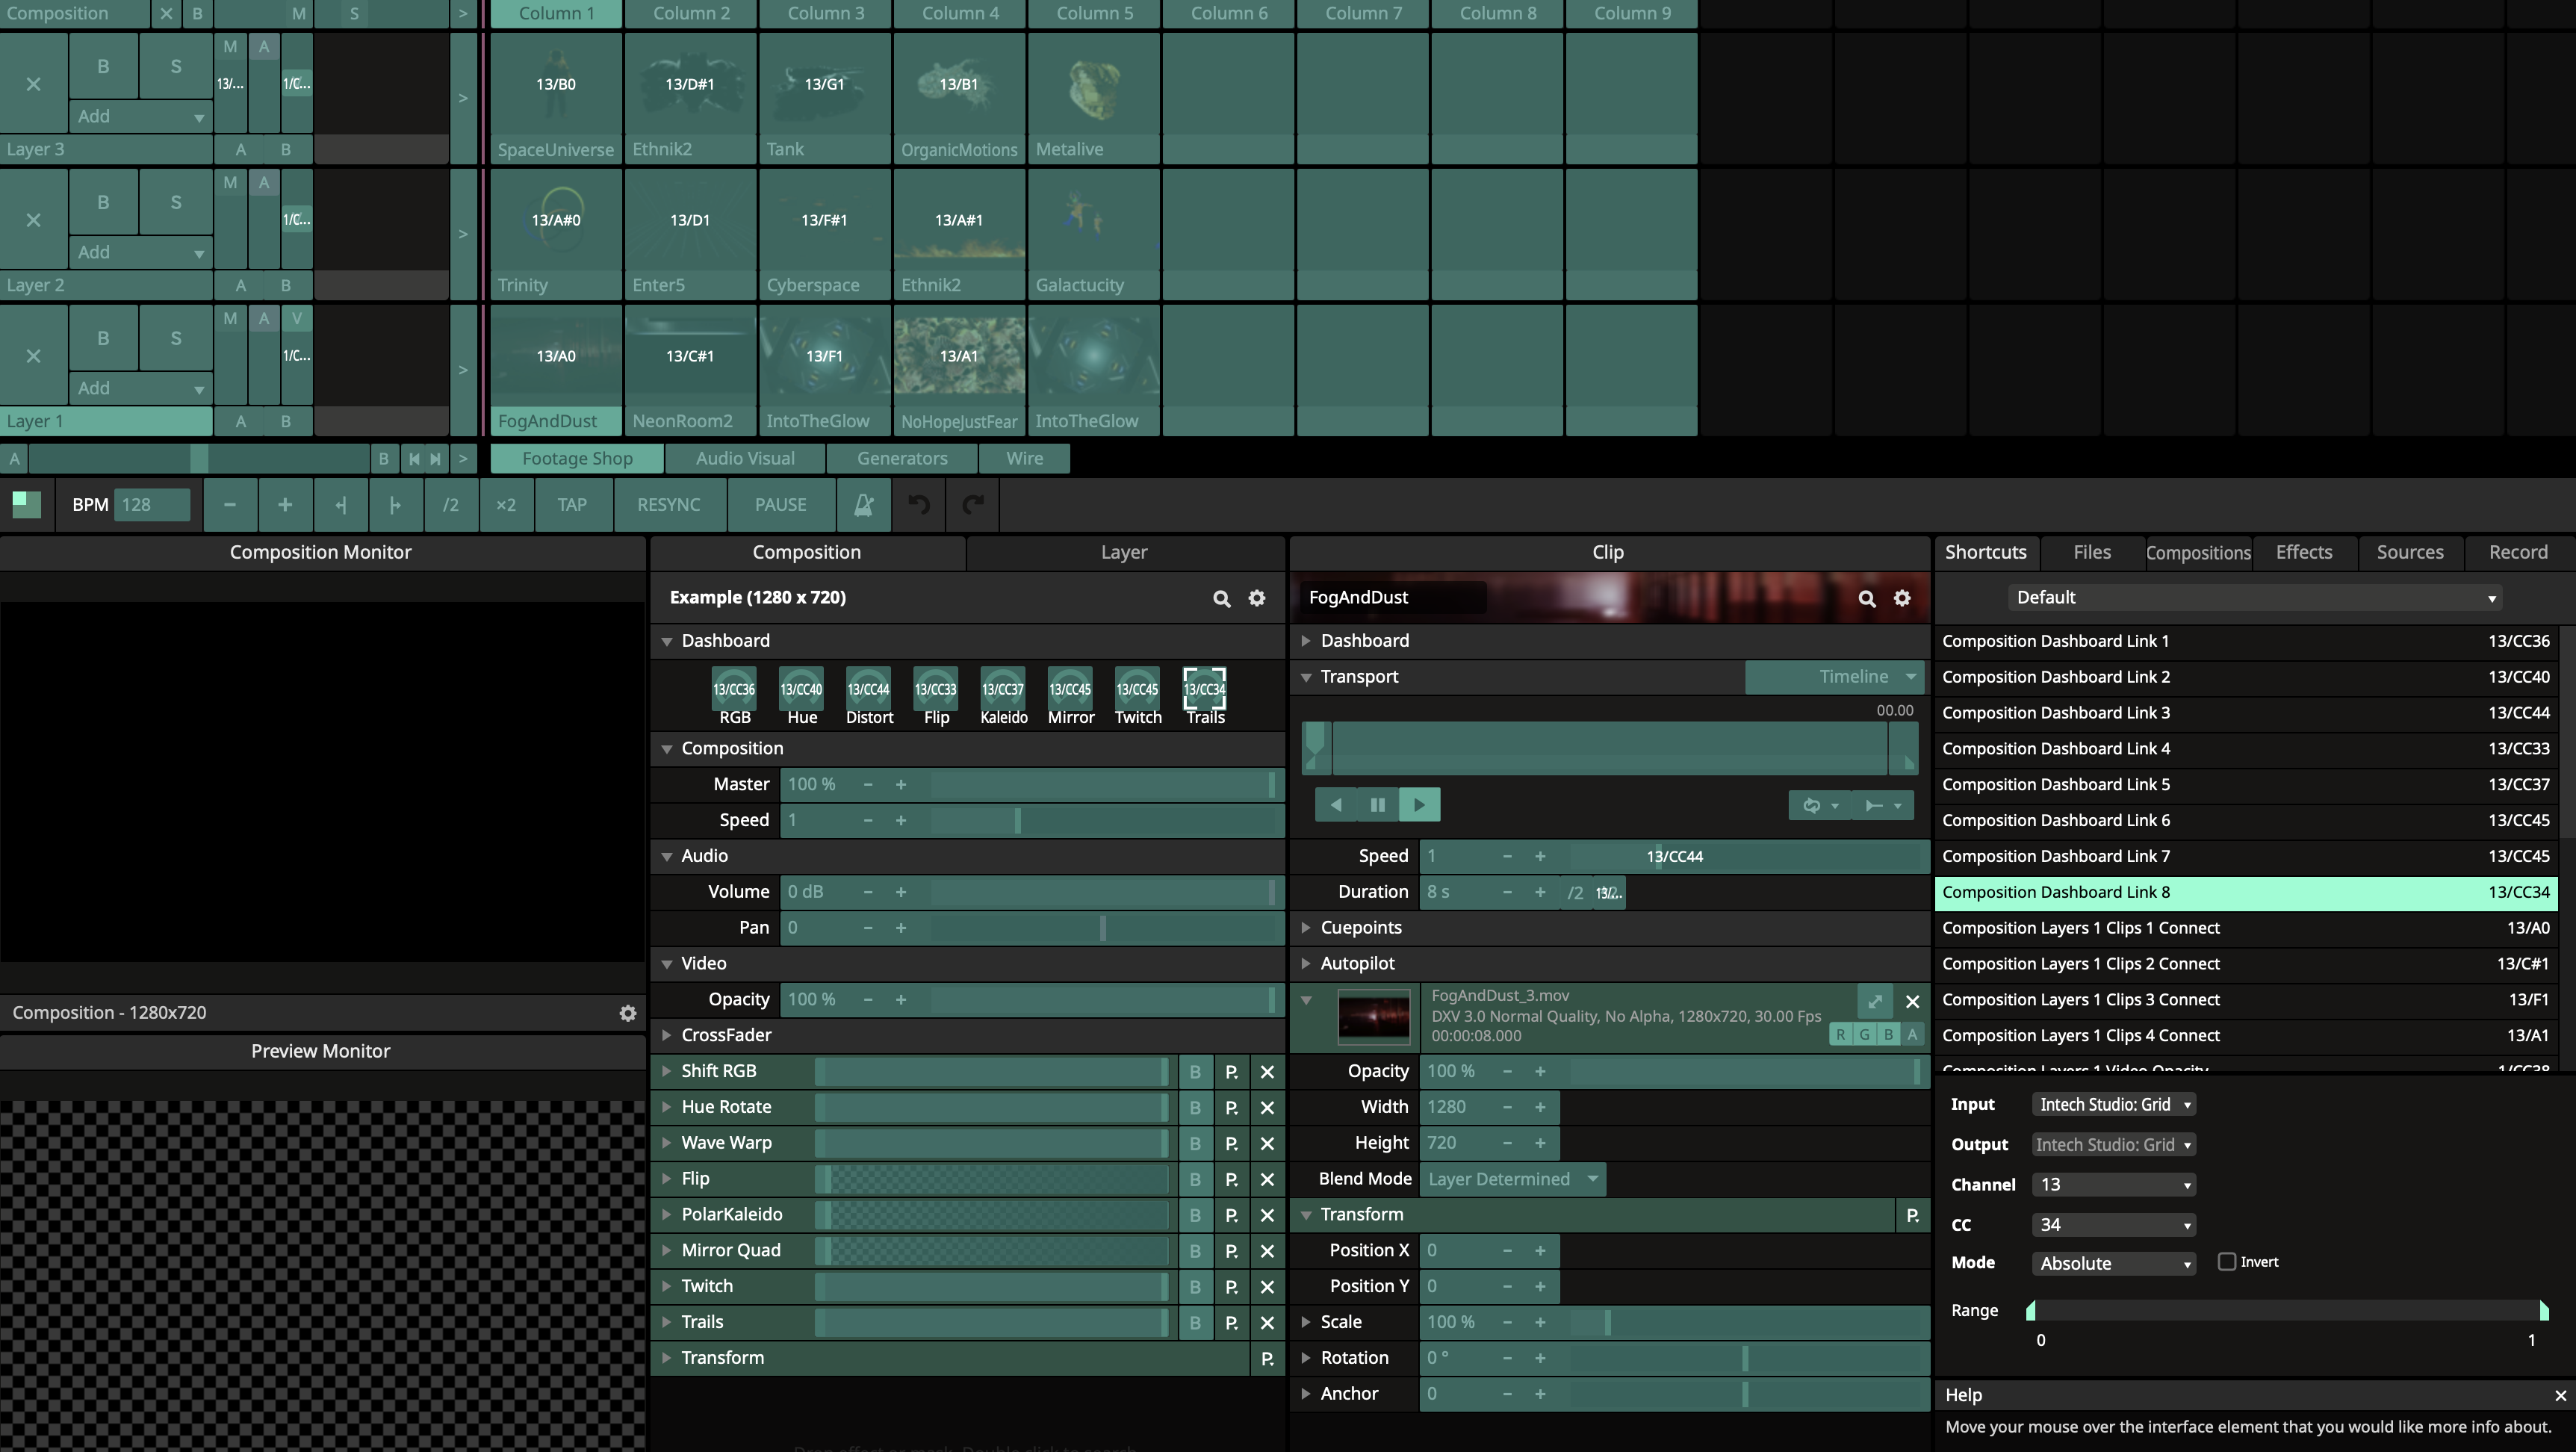 Composition × B M S > Column 1 Column 2 Column 3 Column 4 Column 5 Column 6 Column 7 Column 8 Column 9
B S M A
13/... 1/C... > 13/B0 13/D#1 13/G1 13/B1
Add
Layer 3 A B SpaceUniverse Ethnik2 Tank OrganicMotions Metalive
B S M A
1/C... > 13/A#0 13/D1 13/F#1 13/A#1
Add
Layer 2 A B Trinity Enter5 Cyberspace Ethnik2 Galactucity
B S M A V
1/C... > 13/A0 13/C#1 13/F1 13/A1
Add
Layer 1 A B FogAndDust NeonRoom2 IntoTheGlow NoHopeJustFear IntoTheGlow
A B > Footage Shop Audio Visual Generators Wire
BPM 128 − + /2 ×2 TAP RESYNC PAUSE
Composition Monitor
Composition - 1280x720
Preview Monitor
Composition Layer
Example (1280 x 720)
Dashboard
13/CC36 13/CC40 13/CC44 13/CC33 13/CC37 13/CC45 13/CC45 13/CC34
RGB Hue Distort Flip Kaleido Mirror Twitch Trails
Composition
Master 100 % − +
Speed 1 − +
Audio
Volume 0 dB − +
Pan 0 − +
Video
Opacity 100 % − +
CrossFader
Shift RGB B P. ×
Hue Rotate B P. ×
Wave Warp B P. ×
Flip B P. ×
PolarKaleido B P. ×
Mirror Quad B P. ×
Twitch B P. ×
Trails B P. ×
Transform P.
Clip
FogAndDust
Dashboard
Transport Timeline
00.00
Speed 1 − + 13/CC44
Duration 8 s − + /2 13/...
Cuepoints
Autopilot
FogAndDust_3.mov
DXV 3.0 Normal Quality, No Alpha, 1280x720, 30.00 Fps
00:00:08.000 R G B A
Opacity 100 % − +
Width 1280 − +
Height 720 − +
Blend Mode Layer Determined
Transform P.
Position X 0 − +
Position Y 0 − +
Scale 100 % − +
Rotation 0 ° − +
Anchor 0 − +
Shortcuts Files Compositions Effects Sources Record
Default
Composition Dashboard Link 1 13/CC36
Composition Dashboard Link 2 13/CC40
Composition Dashboard Link 3 13/CC44
Composition Dashboard Link 4 13/CC33
Composition Dashboard Link 5 13/CC37
Composition Dashboard Link 6 13/CC45
Composition Dashboard Link 7 13/CC45
Composition Dashboard Link 8 13/CC34
Composition Layers 1 Clips 1 Connect 13/A0
Composition Layers 1 Clips 2 Connect 13/C#1
Composition Layers 1 Clips 3 Connect 13/F1
Composition Layers 1 Clips 4 Connect 13/A1
Composition Layers 1 Video Opacity 1/CC38
Input Intech Studio: Grid
Output Intech Studio: Grid
Channel 13
CC 34
Mode Absolute Invert
Range
0 1
Help ×
Move your mouse over the interface element that you would like more info about.